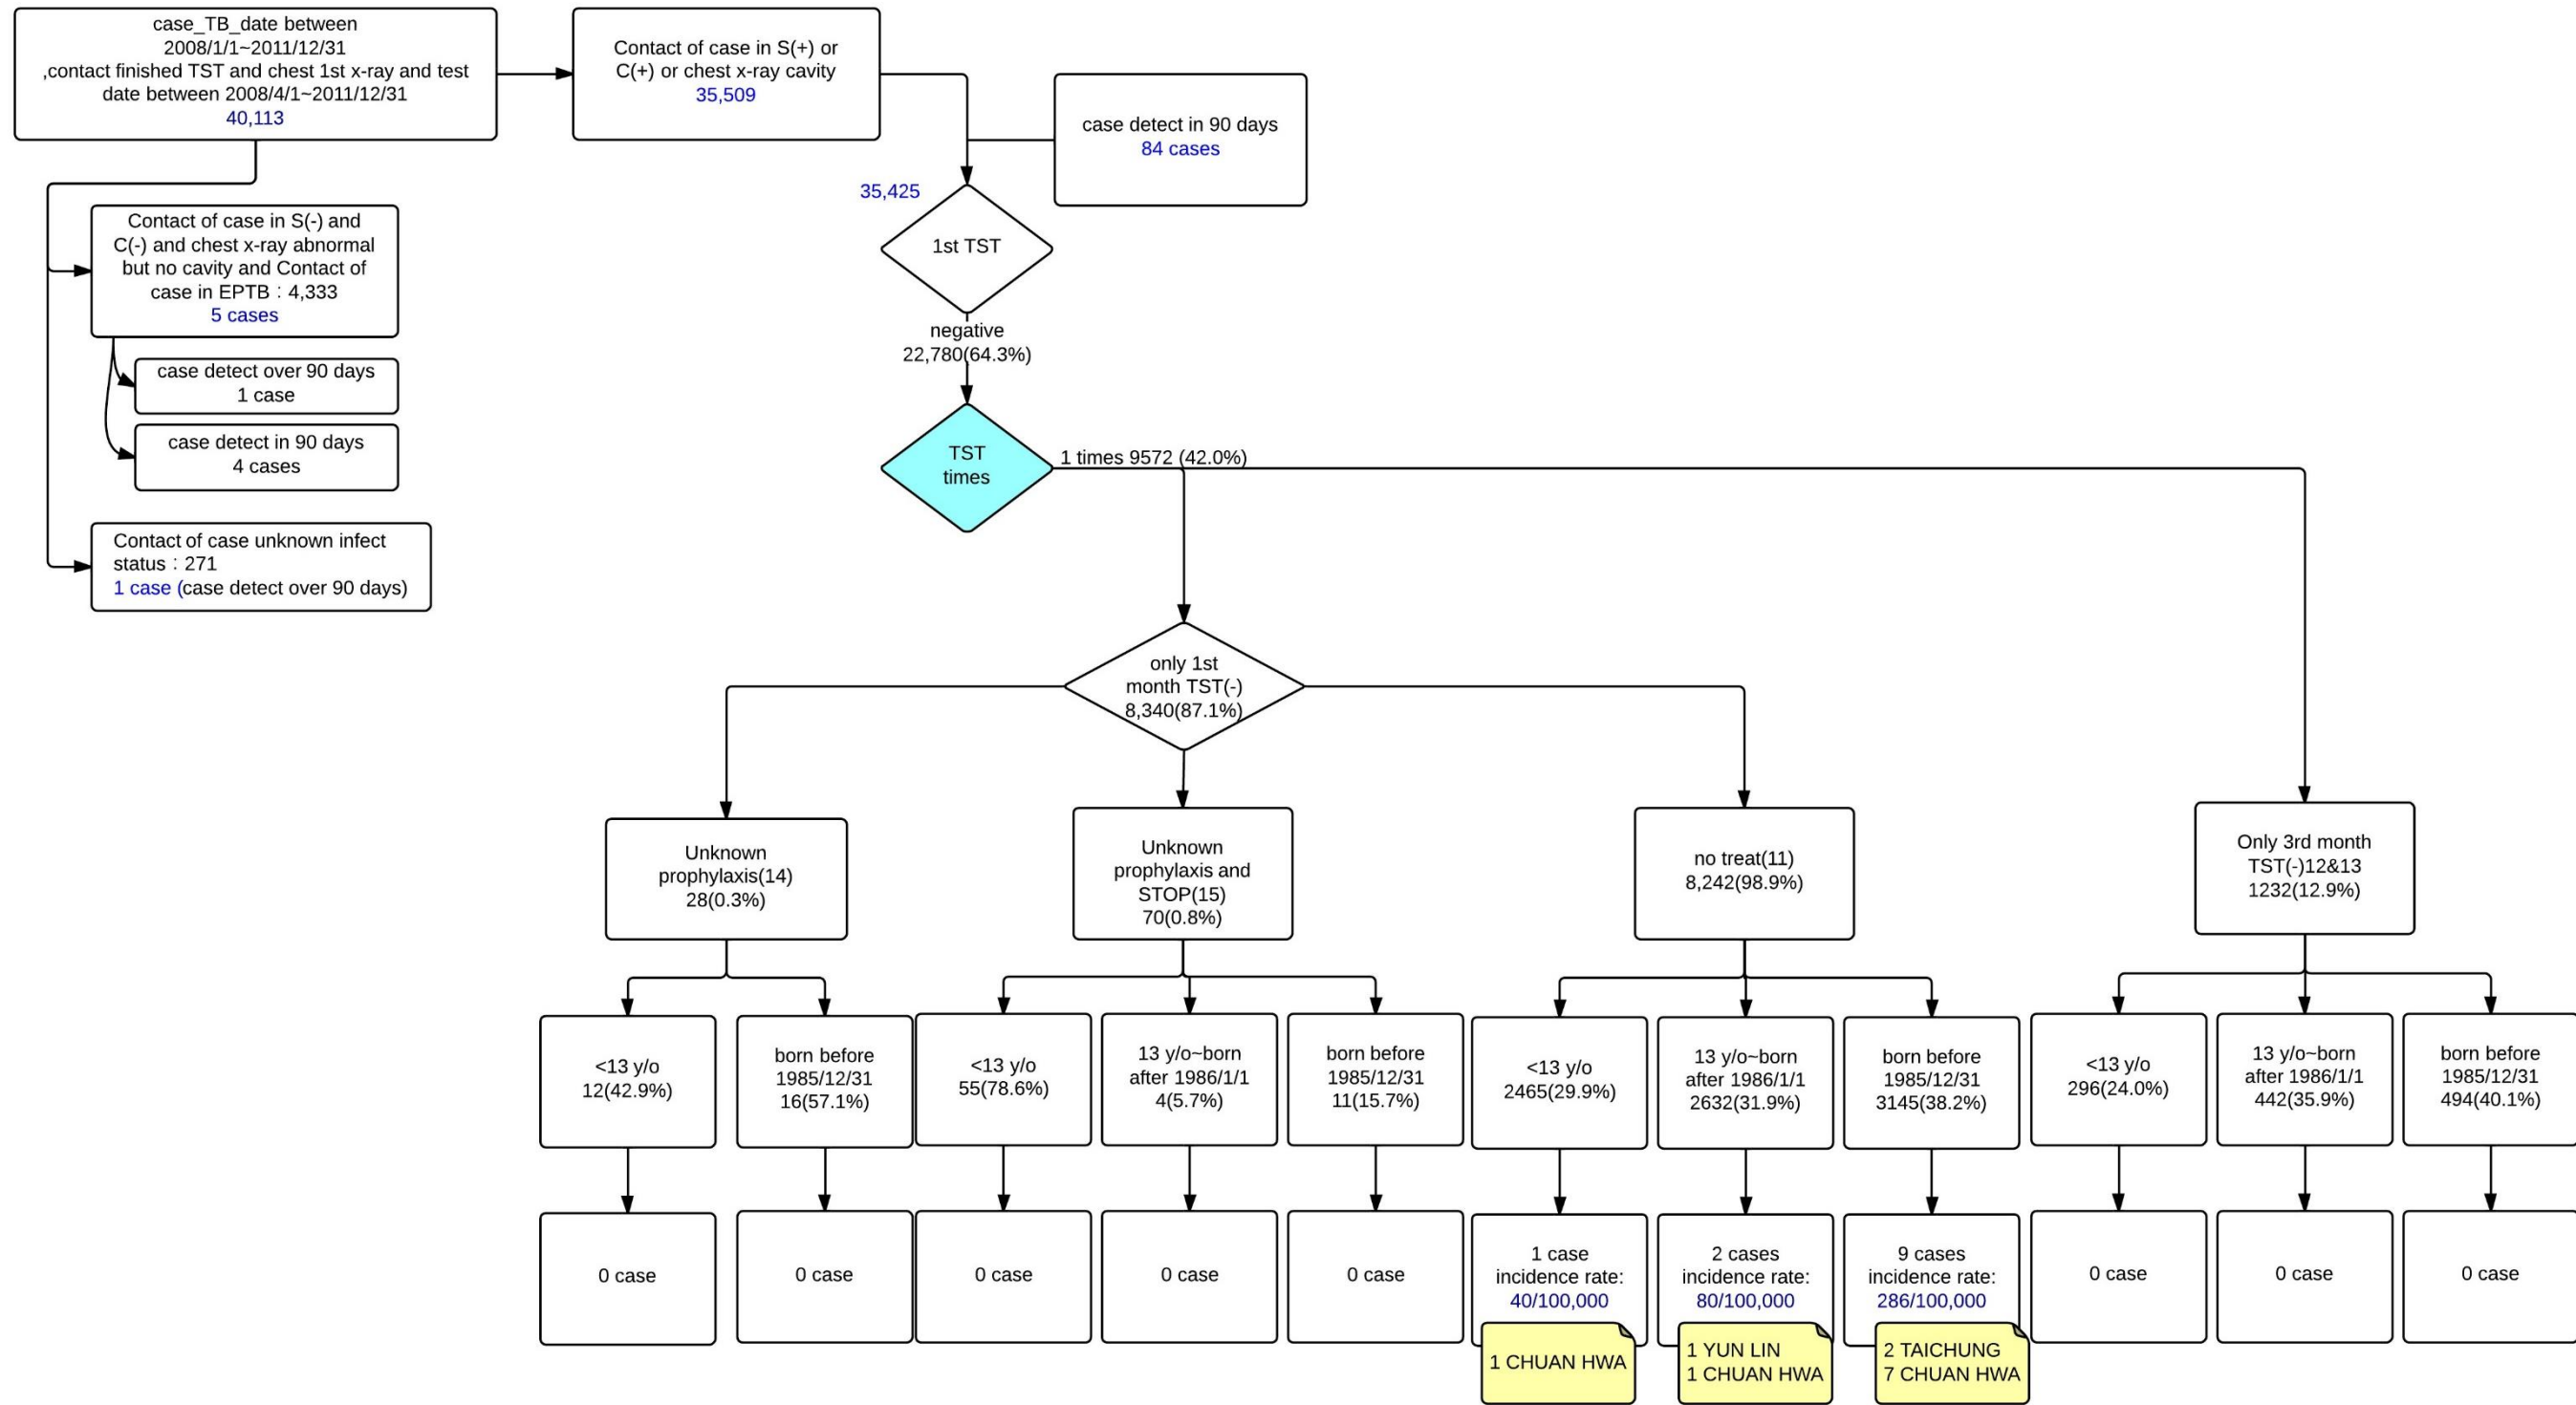 case_TB_date between
2008/1/1~2011/12/31
,contact finished TST and chest 1st x-ray and test
date between 2008/4/1~2011/12/31
40,113
Contact of case in S(+) or
C(+) or chest x-ray cavity
35,509
case detect in 90 days
84 cases
35,425
1st TST
Contact of case in S(-) and
C(-) and chest x-ray abnormal
but no cavity and Contact of
case in EPTB：4,333
5 cases
case detect over 90 days
1 case
case detect in 90 days
4 cases
Contact of case unknown infect
status：271
1 case (case detect over 90 days)
negative
22,780(64.3%)
TST
times
1 times 9572 (42.0%)
only 1st
month TST(-)
8,340(87.1%)
Unknown
prophylaxis(14)
28(0.3%)
Unknown
prophylaxis and
STOP(15)
70(0.8%)
no treat(11)
8,242(98.9%)
Only 3rd month
TST(-)12&13
1232(12.9%)
<13 y/o
12(42.9%)
born before
1985/12/31
16(57.1%)
<13 y/o
55(78.6%)
13 y/o~born
after 1986/1/1
4(5.7%)
born before
1985/12/31
11(15.7%)
<13 y/o
2465(29.9%)
13 y/o~born
after 1986/1/1
2632(31.9%)
born before
1985/12/31
3145(38.2%)
<13 y/o
296(24.0%)
13 y/o~born
after 1986/1/1
442(35.9%)
born before
1985/12/31
494(40.1%)
0 case
0 case
0 case
0 case
0 case
1 case
incidence rate:
40/100,000
2 cases
incidence rate:
80/100,000
9 cases
incidence rate:
286/100,000
0 case
0 case
0 case
1 CHUAN HWA
1 YUN LIN
1 CHUAN HWA
2 TAICHUNG
7 CHUAN HWA